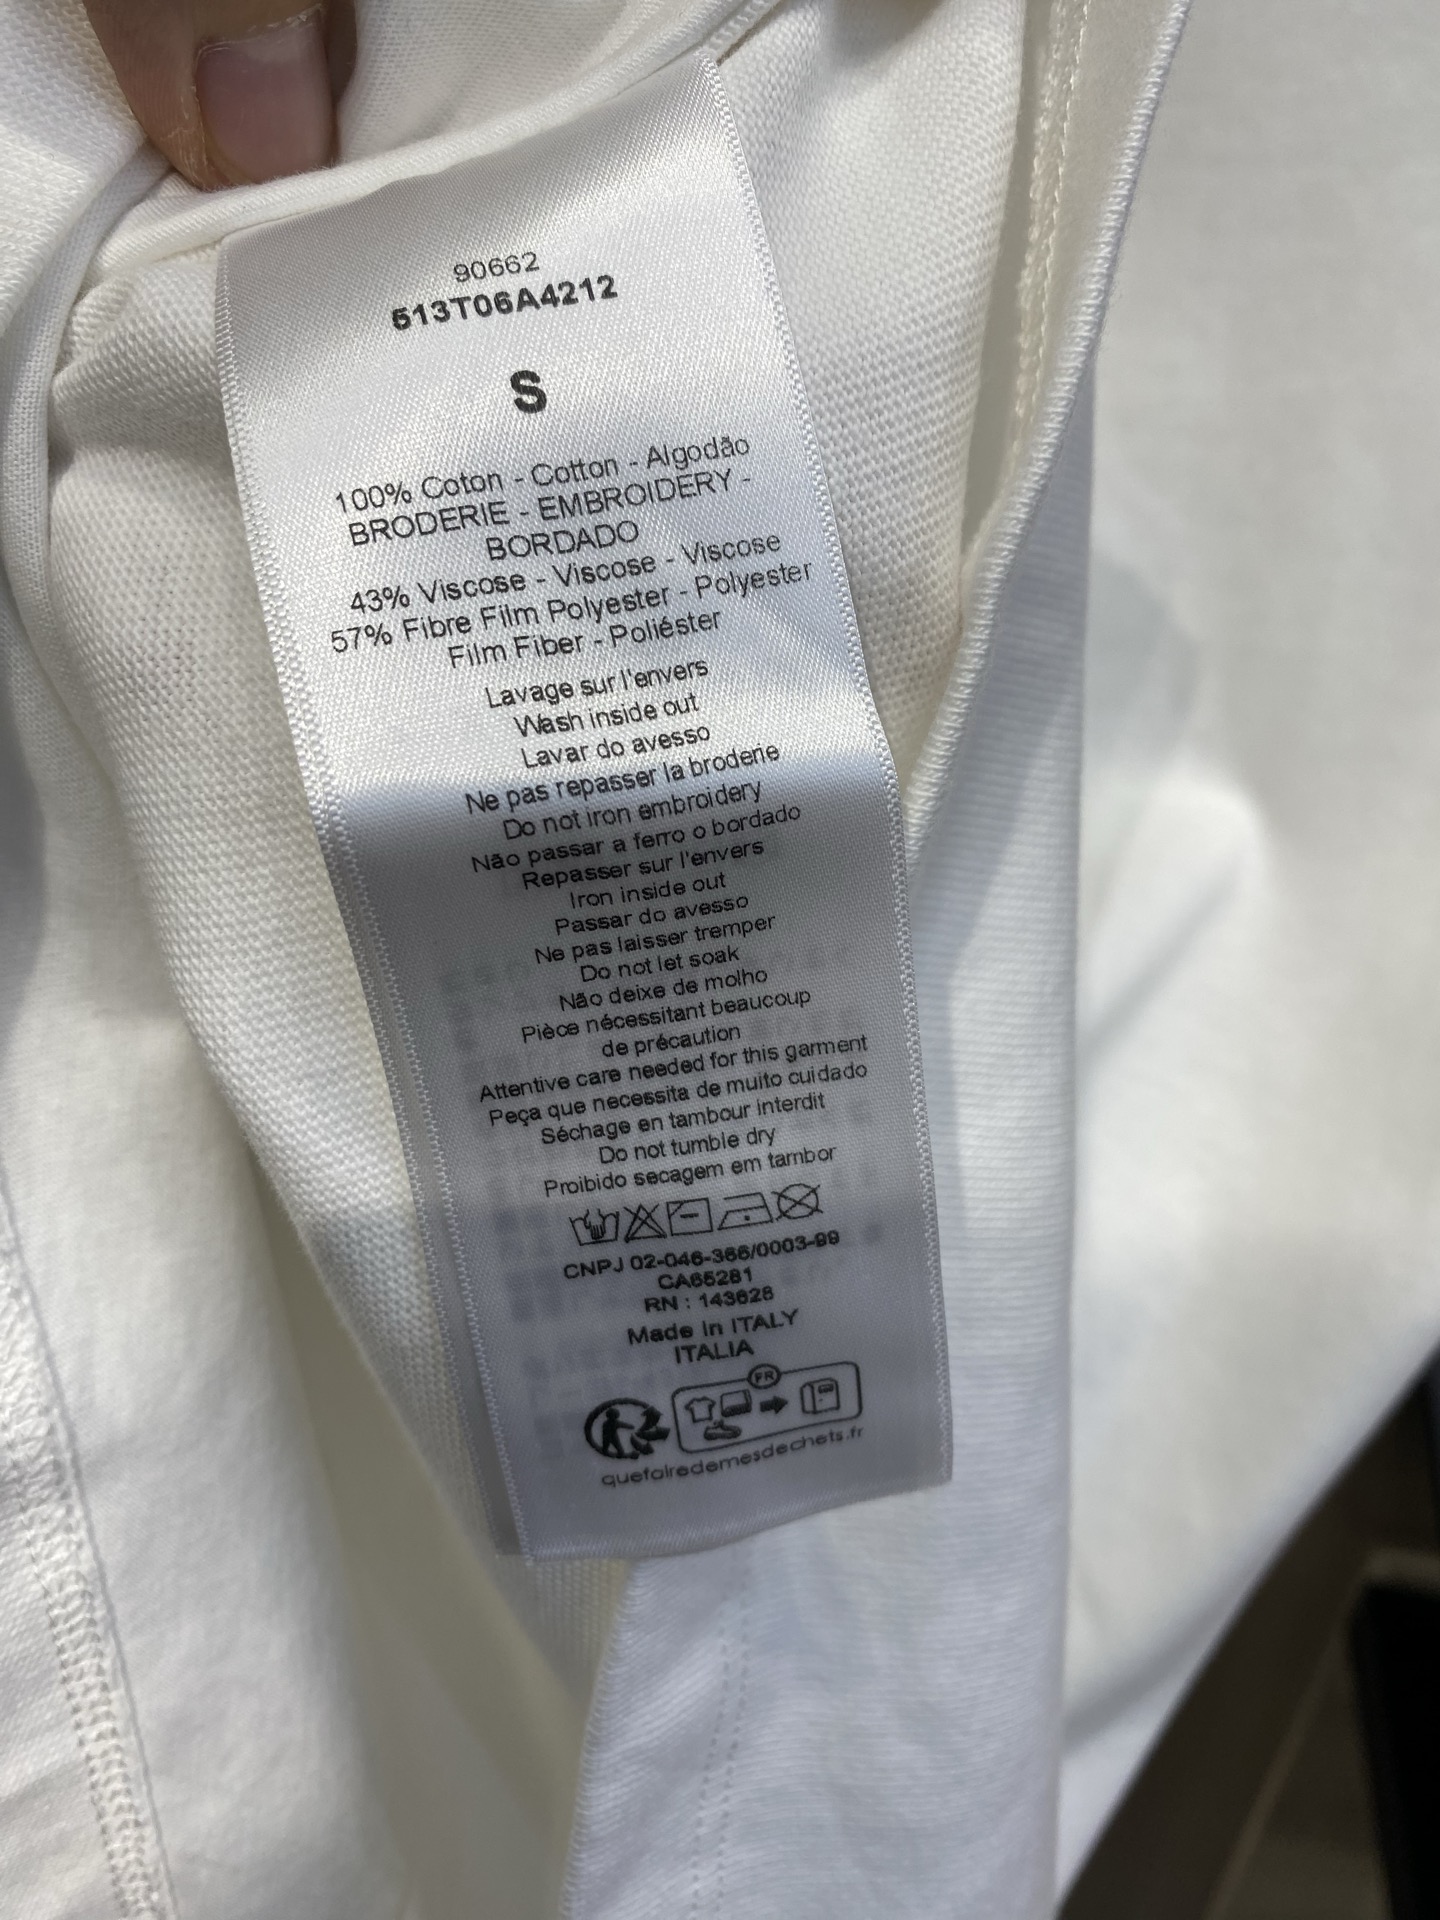 90662
513T06A4212
S
100% Coton - Cotton - Algodão
BRODERIE - EMBROIDERY -
BORDADO
43% Viscose - Viscose - Viscose
57% Fibre Film Polyester - Polyester
Film Fiber - Poliéster
Lavage sur l'envers
Wash inside out
Lavar do avesso
Ne pas repasser la broderie
Do not iron embroidery
Não passar a ferro o bordado
Repasser sur l'envers
Iron inside out
Passar do avesso
Ne pas laisser tremper
Do not let soak
Não deixe de molho
Pièce nécessitant beaucoup
de précaution
Attentive care needed for this garment
Peça que necessita de muito cuidado
Séchage en tambour interdit
Do not tumble dry
Proibido secagem em tambor
CNPJ 02-046-366/0003-99
CA65281
RN : 143628
Made in ITALY
ITALIA
FR
quefairedemesdechets.fr